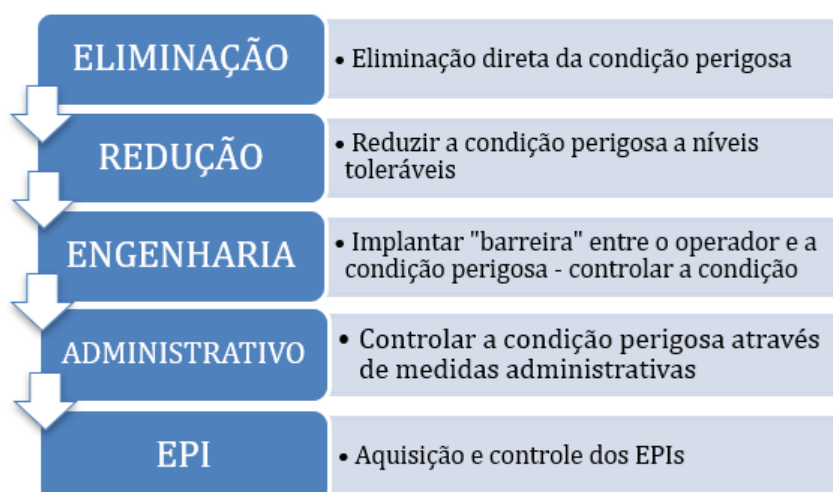 ELIMINAÇÃO
• Eliminação direta da condição perigosa
REDUÇÃO
• Reduzir a condição perigosa a níveis
toleráveis
ENGENHARIA
• Implantar "barreira" entre o operador e a
condição perigosa - controlar a condição
ADMINISTRATIVO
• Controlar a condição perigosa através
de medidas administrativas
EPI
• Aquisição e controle dos EPIs